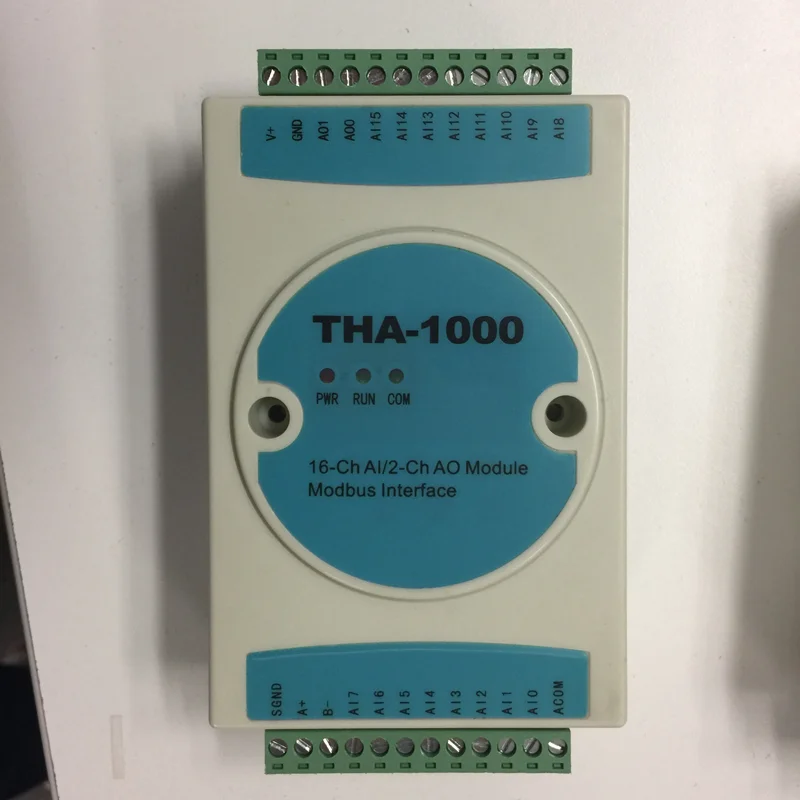 V+ GND AO1 AO0 AI15 AI14 AI13 AI12 AI11 AI10 AI9 AI8
THA-1000
PWR RUN COM
16-Ch AI/2-Ch AO Module
Modbus Interface
SGND A+ B- AI7 AI6 AI5 AI4 AI3 AI2 AI1 AI0 ACOM